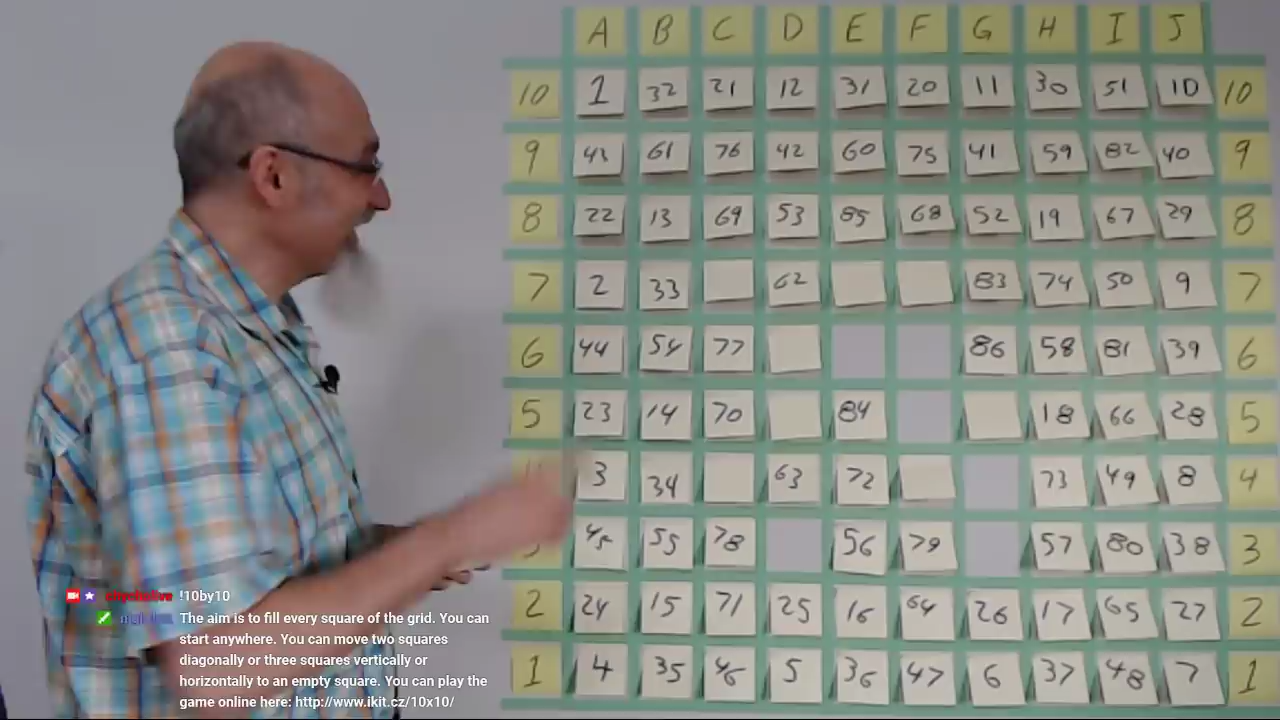 A B C D E F G H I J
10 1 32 21 12 31 20 11 30 51 10 10
9 43 61 76 42 60 75 41 59 82 40 9
8 22 13 69 53 85 68 52 19 67 29 8
7 2 33 62 83 74 50 9 7
6 44 54 77 86 58 81 39 6
5 23 14 70 84 18 66 28 5
3 34 63 72 73 49 8 4
45 55 78 56 79 57 80 38 3
2 24 15 71 25 16 64 26 17 65 27 2
1 4 35 46 5 36 47 6 37 48 7 1
!10by10
The aim is to fill every square of the grid. You can
start anywhere. You can move two squares
diagonally or three squares vertically or
horizontally to an empty square. You can play the
game online here: http://www.ikit.cz/10x10/